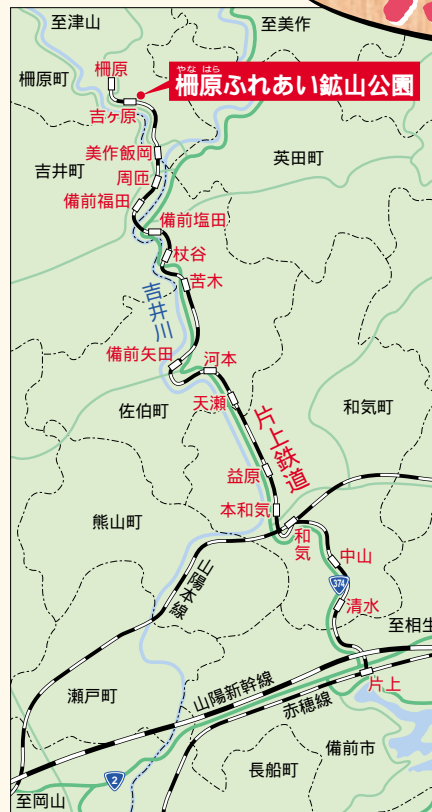 至津山
至美作
柵原町
柵原
やなはら
柵原ふれあい鉱山公園
吉ヶ原
美作飯岡
英田町
吉井町
周匝
備前福田
備前塩田
杖谷
苦木
吉井川
備前矢田
河本
天瀬
佐伯町
和気町
片上鉄道
益原
本和気
熊山町
和気
中山
山陽本線
374
清水
至相生
片上
瀬戸町
山陽新幹線
赤穂線
備前市
2
長船町
至岡山